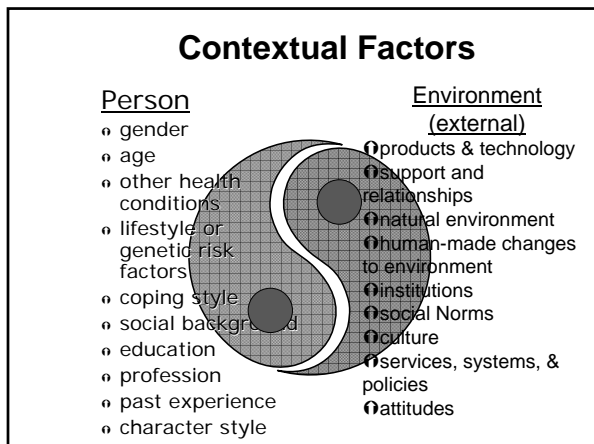 Contextual Factors
Person
gender
age
other health
conditions
lifestyle or
genetic risk
factors
coping style
social background
education
profession
past experience
character style
Environment
(external)
products & technology
support and
relationships
natural environment
human-made changes
to environment
institutions
social Norms
culture
services, systems, &
policies
attitudes